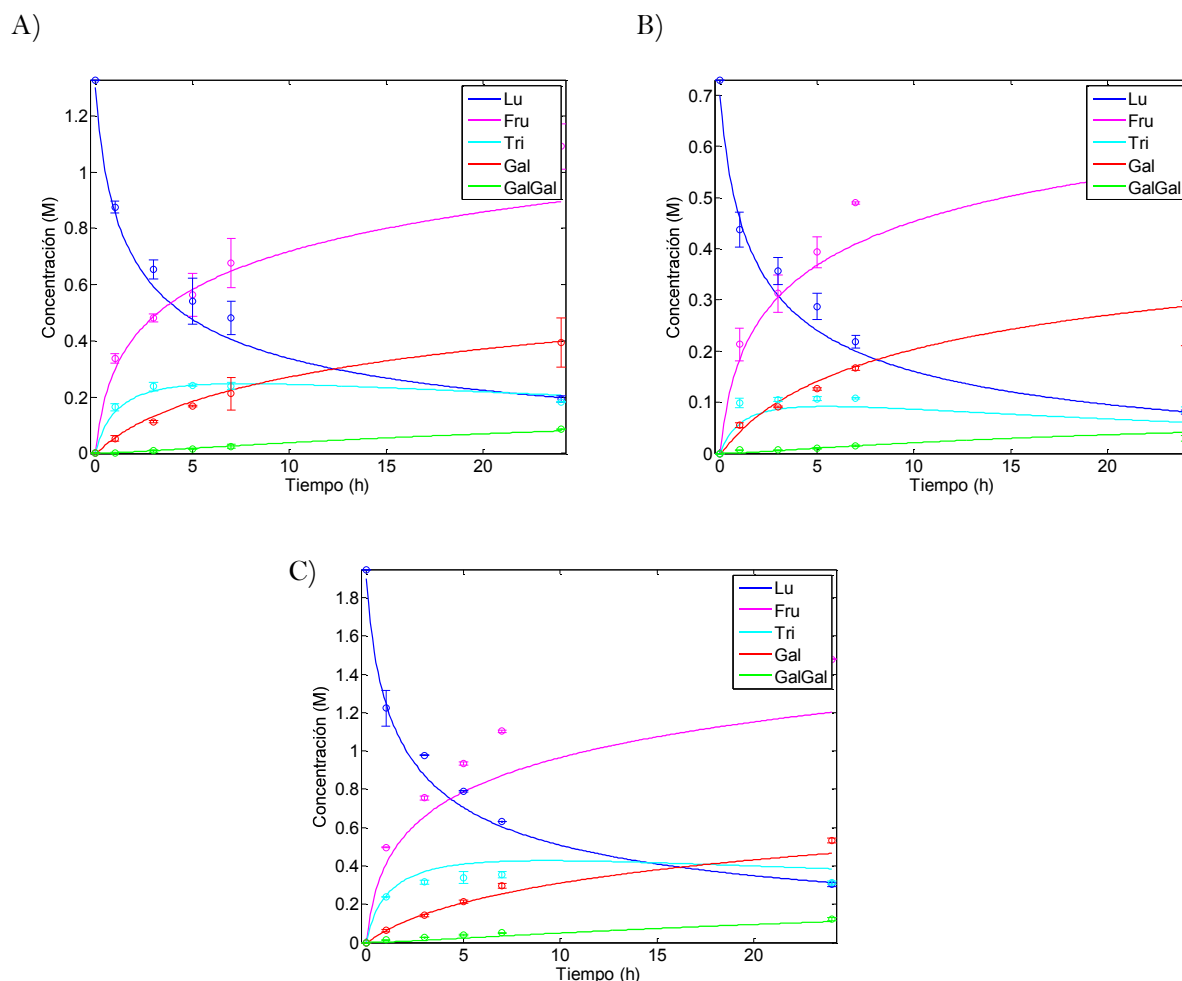 A)
Concentración (M)
1.2
1
0.8
0.6
0.4
0.2
0
0
5
10
15
20
Tiempo (h)
Lu
Fru
Tri
Gal
GalGal
B)
Concentración (M)
0.7
0.6
0.5
0.4
0.3
0.2
0.1
0
0
5
10
15
20
Tiempo (h)
Lu
Fru
Tri
Gal
GalGal
C)
Concentración (M)
1.8
1.6
1.4
1.2
1
0.8
0.6
0.4
0.2
0
0
5
10
15
20
Tiempo (h)
Lu
Fru
Tri
Gal
GalGal